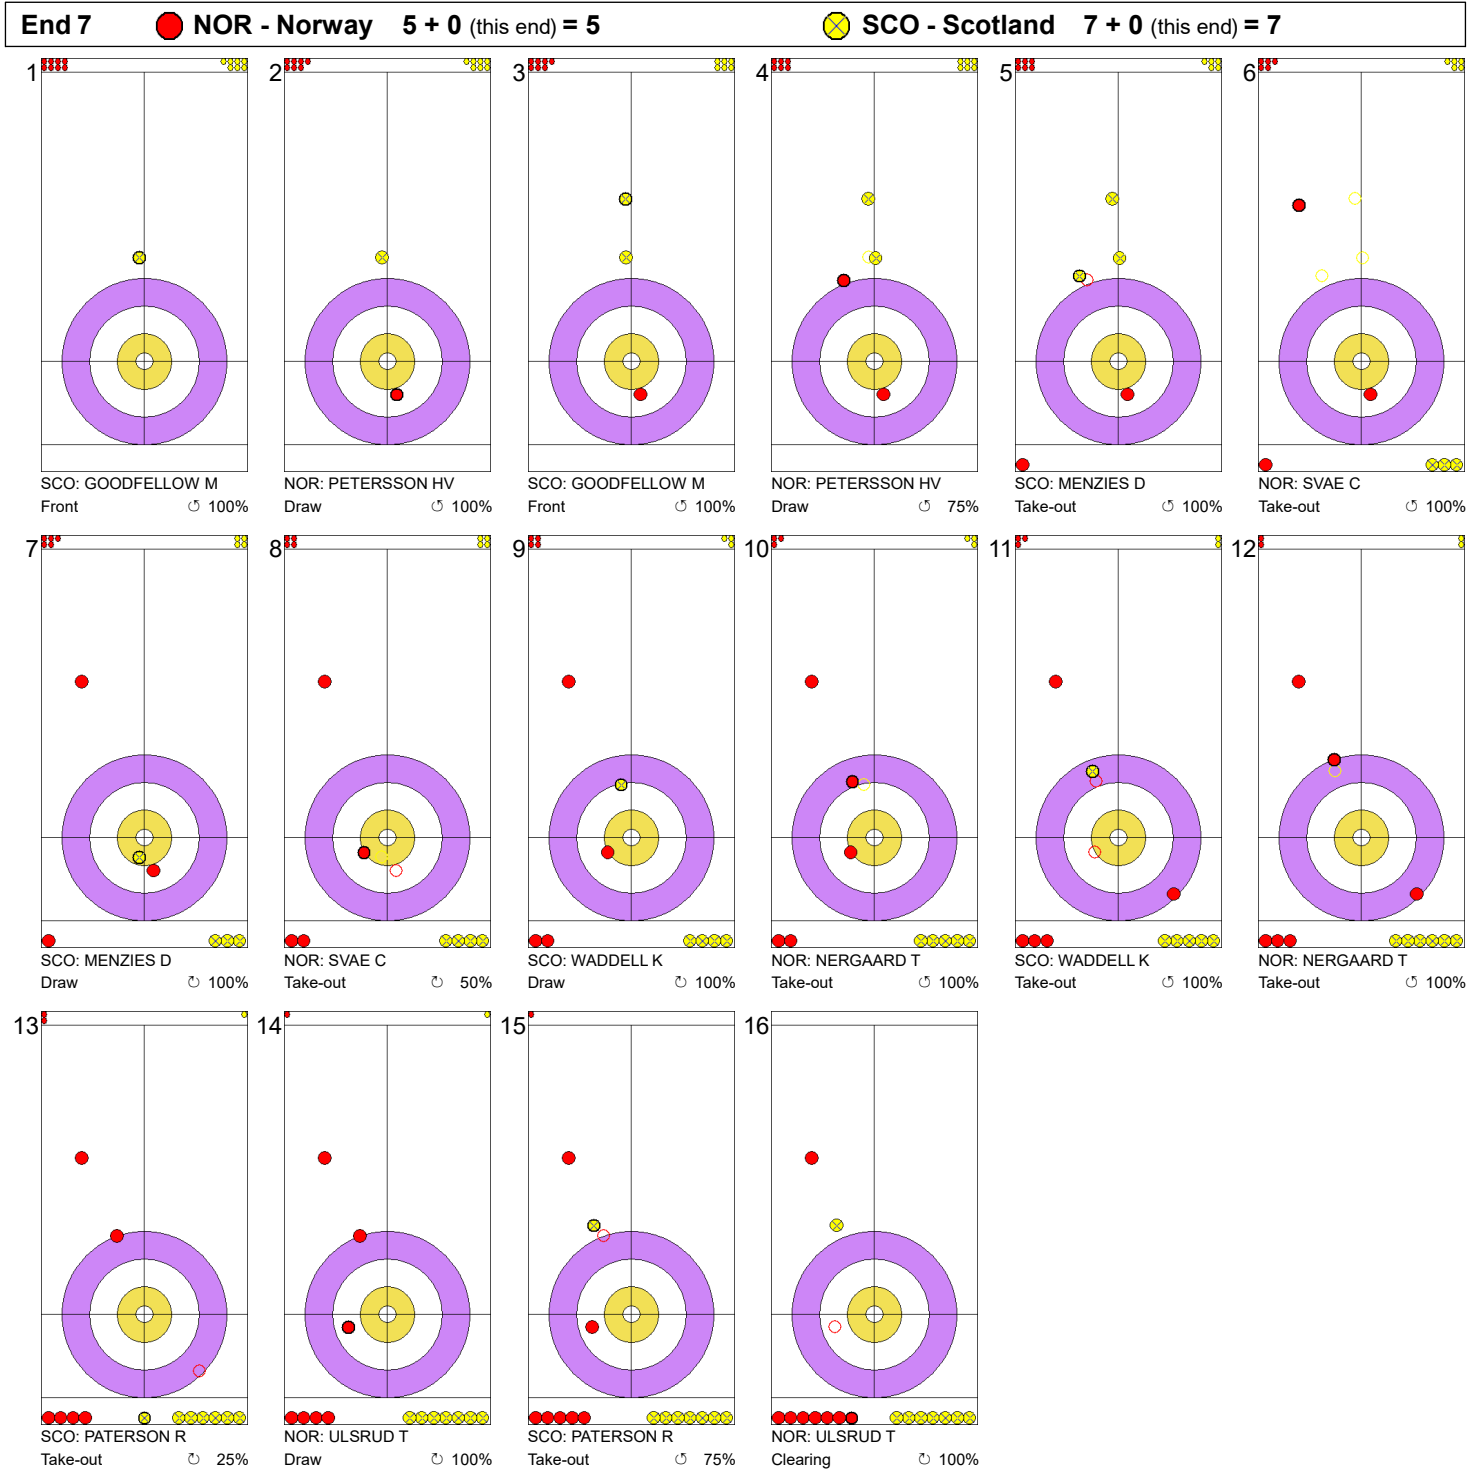 End 7 NOR - Norway 5 + 0 (this end) = 5 SCO - Scotland 7 + 0 (this end) = 7
1 2 3 4 5 6
SCO: GOODFELLOW M NOR: PETERSSON HV SCO: GOODFELLOW M NOR: PETERSSON HV SCO: MENZIES D NOR: SVAE C
Front ↺ 100% Draw ↺ 100% Front ↺ 100% Draw ↺ 75% Take-out ↺ 100% Take-out ↺ 100%
7 8 9 10 11 12
SCO: MENZIES D NOR: SVAE C SCO: WADDELL K NOR: NERGAARD T SCO: WADDELL K NOR: NERGAARD T
Draw ↻ 100% Take-out ↻ 50% Draw ↻ 100% Take-out ↺ 100% Take-out ↺ 100% Take-out ↺ 100%
13 14 15 16
SCO: PATERSON R NOR: ULSRUD T SCO: PATERSON R NOR: ULSRUD T
Take-out ↻ 25% Draw ↻ 100% Take-out ↺ 75% Clearing ↻ 100%